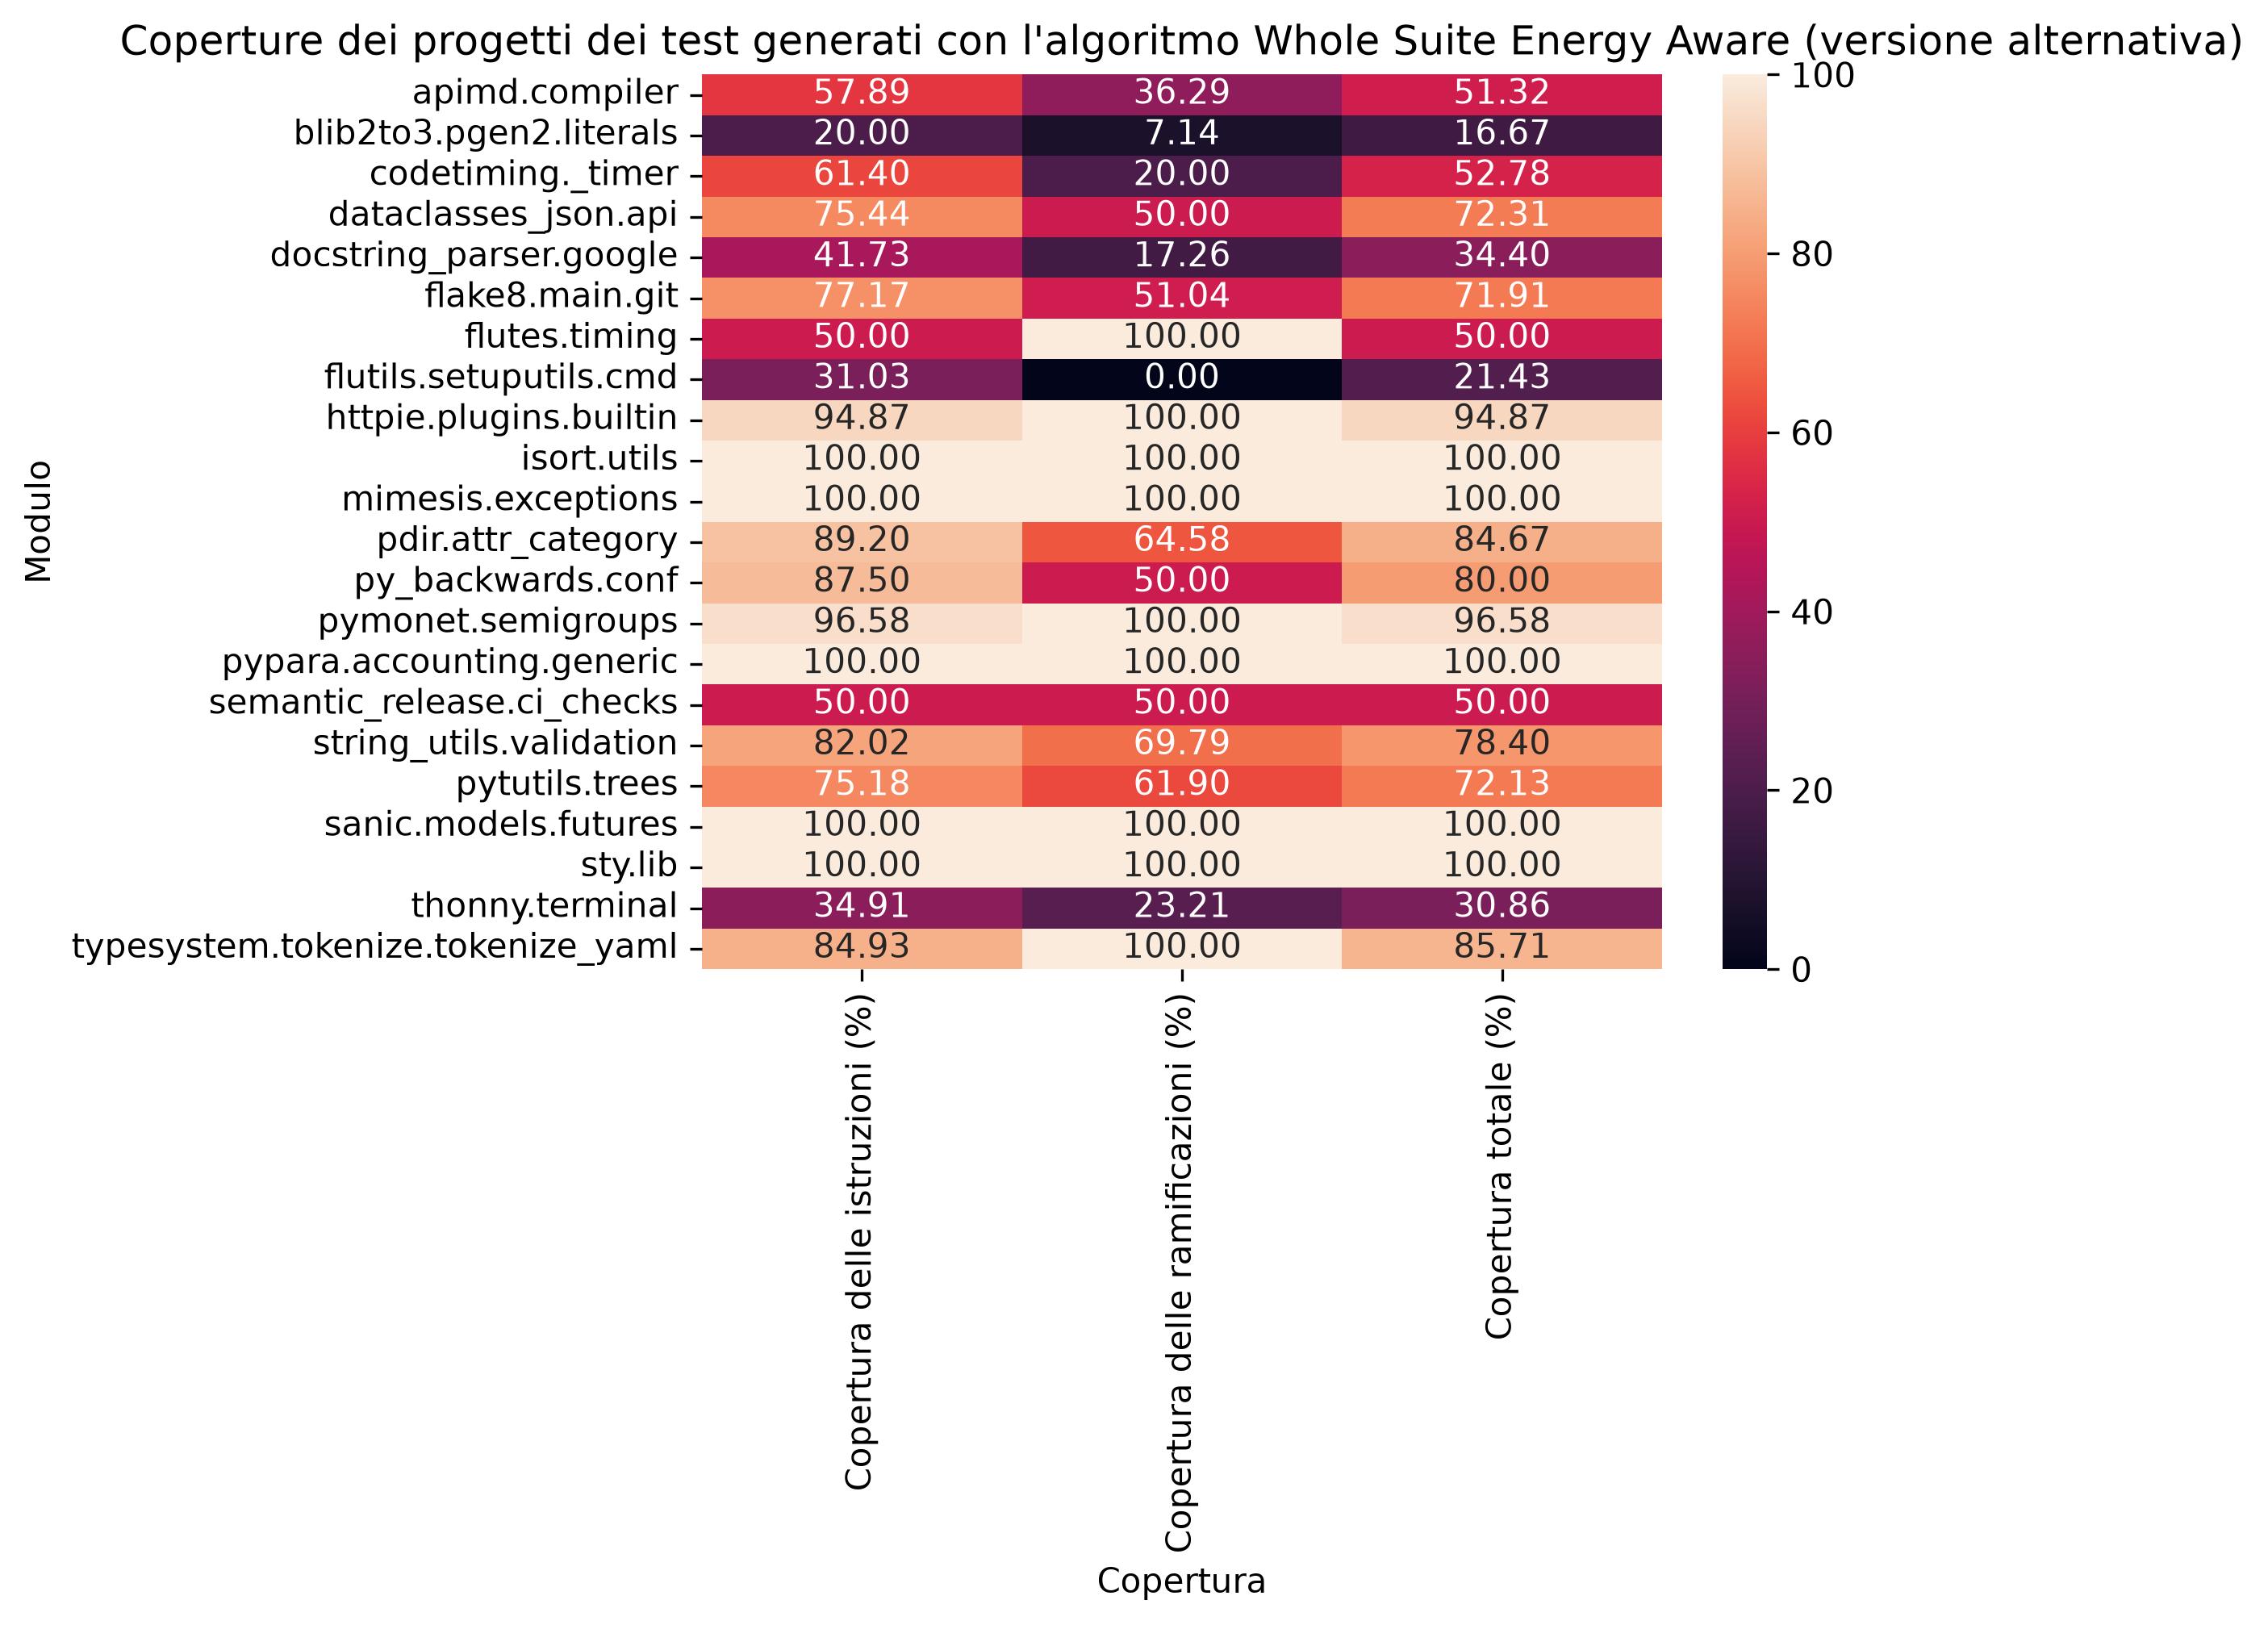 Coperture dei progetti dei test generati con l'algoritmo Whole Suite Energy Aware (versione alternativa)
apimd.compiler 57.89 36.29 51.32
blib2to3.pgen2.literals 20.00 7.14 16.67
codetiming._timer 61.40 20.00 52.78
dataclasses_json.api 75.44 50.00 72.31
docstring_parser.google 41.73 17.26 34.40
flake8.main.git 77.17 51.04 71.91
flutes.timing 50.00 100.00 50.00
flutils.setuputils.cmd 31.03 0.00 21.43
httpie.plugins.builtin 94.87 100.00 94.87
isort.utils 100.00 100.00 100.00
mimesis.exceptions 100.00 100.00 100.00
pdir.attr_category 89.20 64.58 84.67
py_backwards.conf 87.50 50.00 80.00
pymonet.semigroups 96.58 100.00 96.58
pypara.accounting.generic 100.00 100.00 100.00
semantic_release.ci_checks 50.00 50.00 50.00
string_utils.validation 82.02 69.79 78.40
pytutils.trees 75.18 61.90 72.13
sanic.models.futures 100.00 100.00 100.00
sty.lib 100.00 100.00 100.00
thonny.terminal 34.91 23.21 30.86
typesystem.tokenize.tokenize_yaml 84.93 100.00 85.71
Modulo
Copertura delle istruzioni (%)
Copertura delle ramificazioni (%)
Copertura totale (%)
Copertura
100
80
60
40
20
0